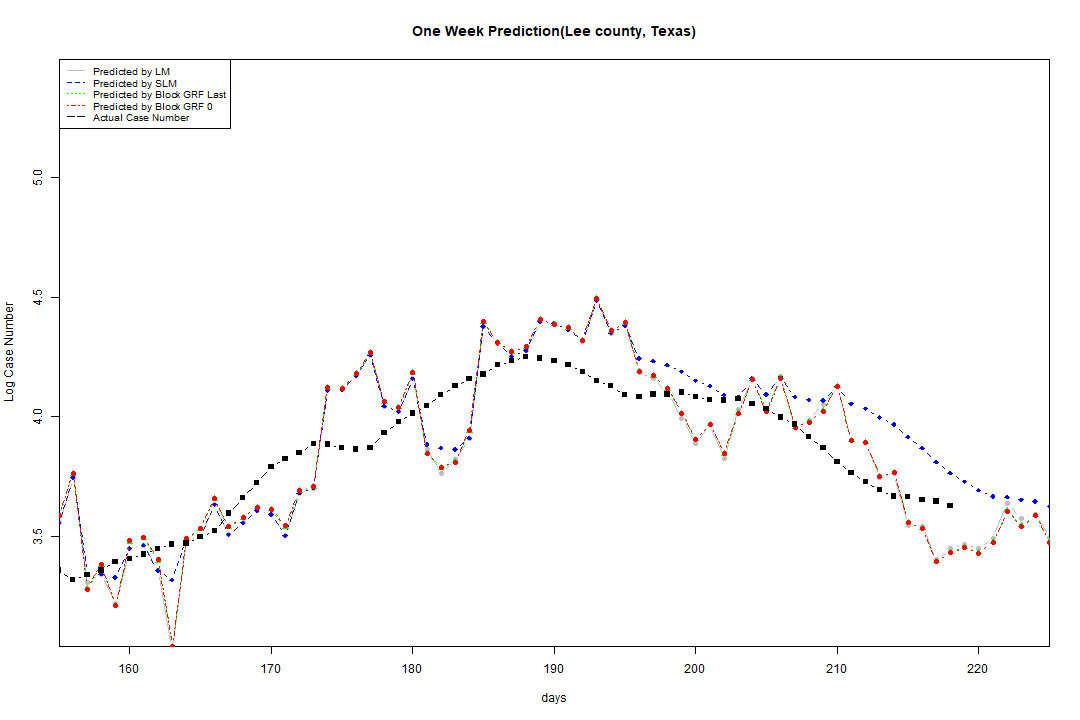 One Week Prediction(Lee county, Texas)
Predicted by LM
Predicted by SLM
Predicted by Block GRF Last
Predicted by Block GRF 0
Actual Case Number
5.0
4.5
4.0
3.5
Log Case Number
160 170 180 190 200 210 220
days